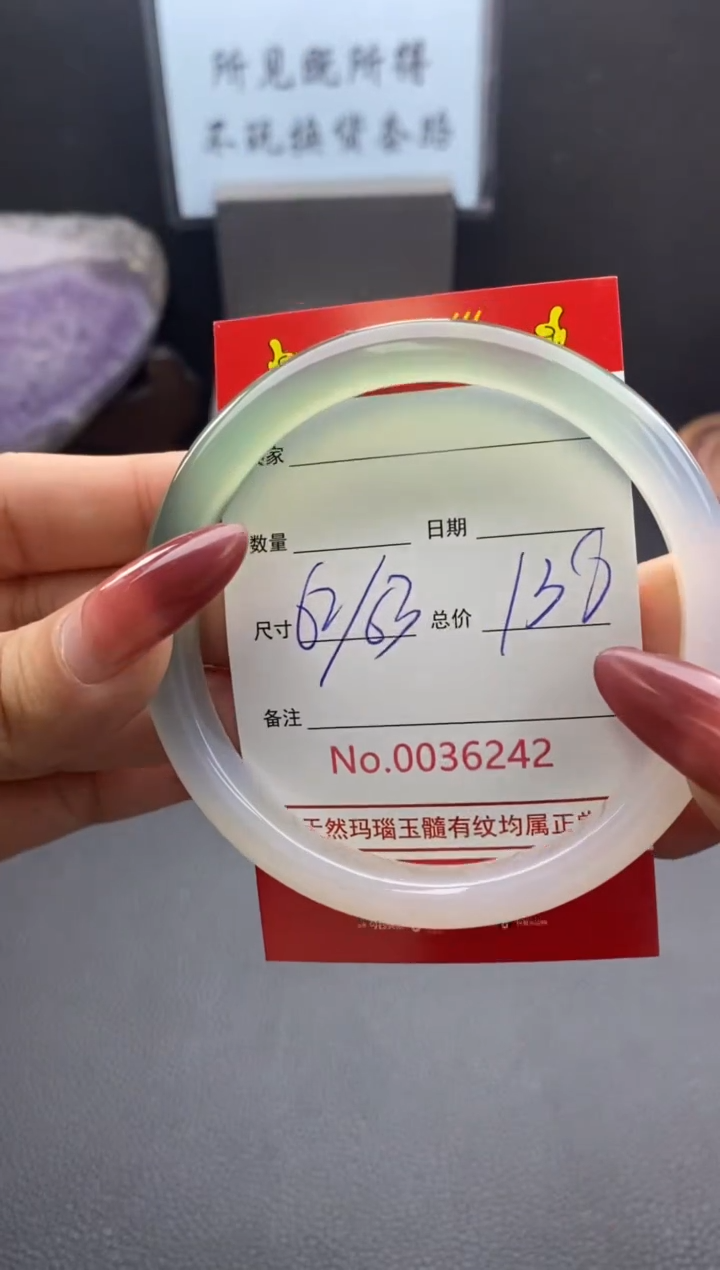 所见既所得
不玩换货套路
家
数量 日期
尺寸 62/63 总价 138
备注
No.0036242
天然玛瑙玉髓有纹均属正常